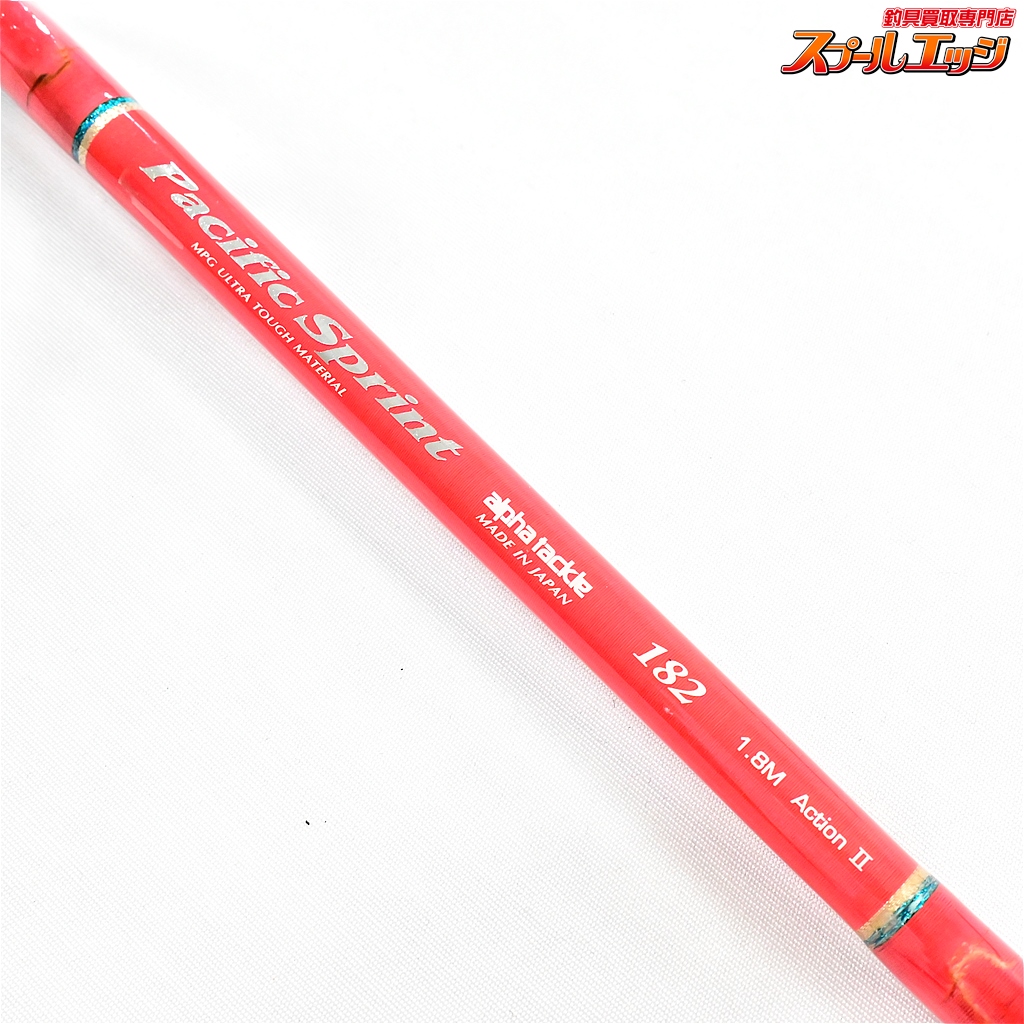 釣具買取専門店
スプールエッジ
Pacific Sprint
MPG ULTRA TOUGH MATERIAL
alpha tackle
MADE IN JAPAN
182
1.8M Action II